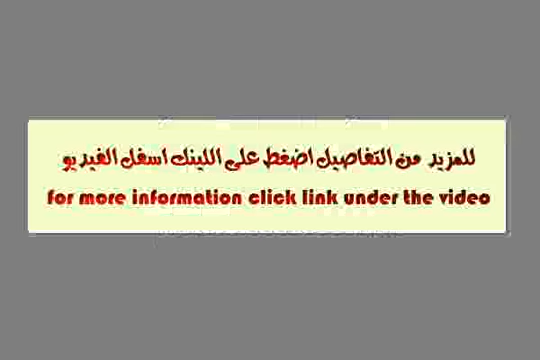 للمزيد من التفاصيل اضغط على اللينك اسفل الفيديو
for more information click link under the video